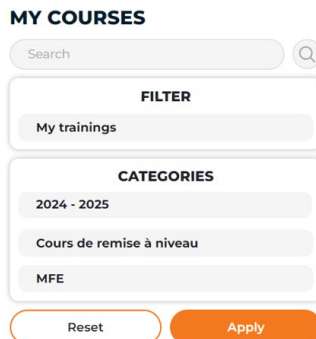 MY COURSES
Search
FILTER
My trainings
CATEGORIES
2024 - 2025
Cours de remise à niveau
MFE
Reset Apply